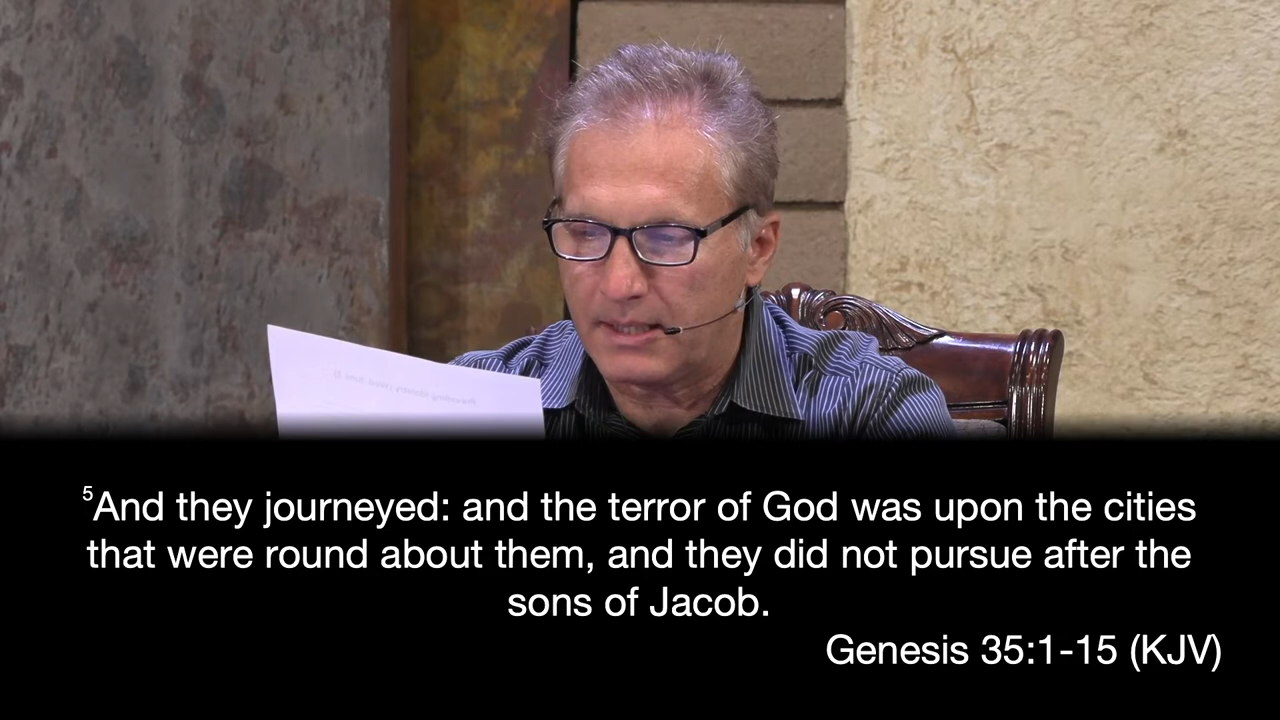 ⁵And they journeyed: and the terror of God was upon the cities
that were round about them, and they did not pursue after the
sons of Jacob.
Genesis 35:1-15 (KJV)